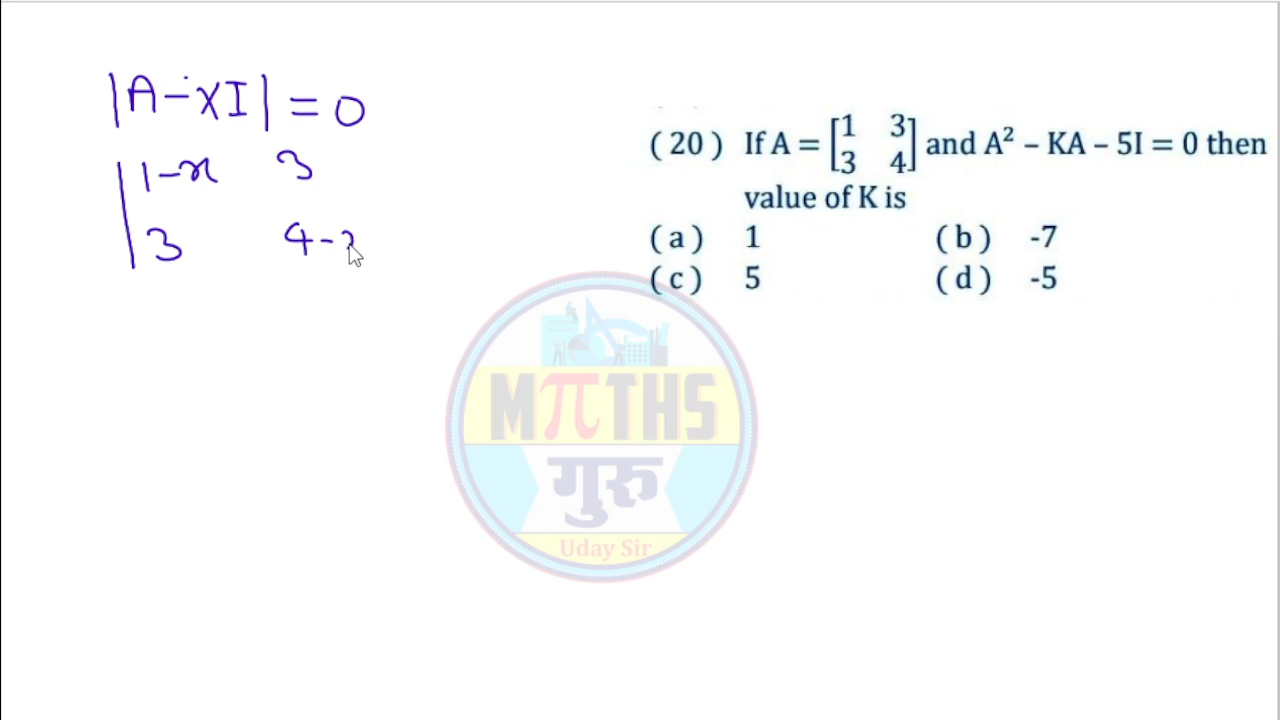 |A - xI| = 0
|1-x 3
|3 4-
( 20 ) If A = [1 3
3 4] and A² – KA – 5I = 0 then
value of K is
( a ) 1 ( b ) -7
( c ) 5 ( d ) -5
MπTHS
गुरु
Uday Sir